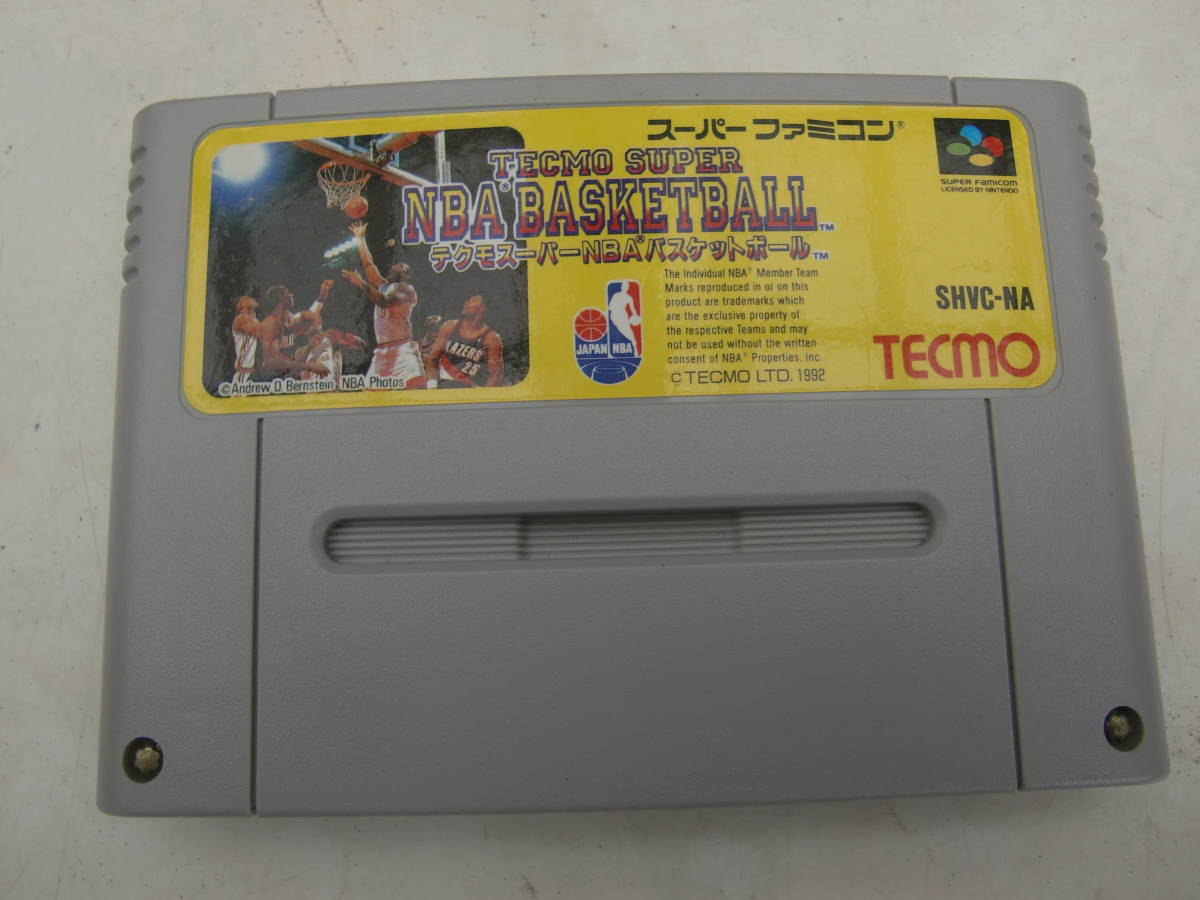 スーパーファミコン®
SUPER FAMICOM
LICENSED BY NINTENDO
TECMO SUPER
NBA® BASKETBALL™
テクモスーパーNBA®バスケットボール™
The Individual NBA® Member Team
Marks reproduced in or on this
product are trademarks which
are the exclusive property of
the respective Teams and may
not be used without the written
consent of NBA® Properties, Inc.
© TECMO LTD. 1992
JAPAN NBA
SHVC-NA
TECMO
LAZERS
25
©Andrew D. Bernstein NBA Photos